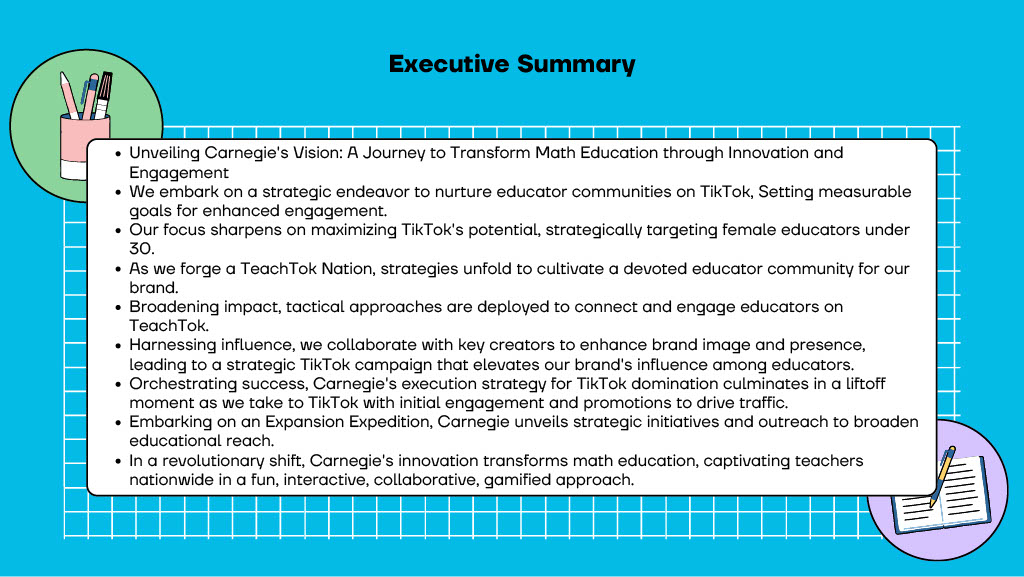 Executive Summary
• Unveiling Carnegie's Vision: A Journey to Transform Math Education through Innovation and
Engagement
• We embark on a strategic endeavor to nurture educator communities on TikTok, Setting measurable
goals for enhanced engagement.
• Our focus sharpens on maximizing TikTok's potential, strategically targeting female educators under
30.
• As we forge a TeachTok Nation, strategies unfold to cultivate a devoted educator community for our
brand.
• Broadening impact, tactical approaches are deployed to connect and engage educators on
TeachTok.
• Harnessing influence, we collaborate with key creators to enhance brand image and presence,
leading to a strategic TikTok campaign that elevates our brand's influence among educators.
• Orchestrating success, Carnegie's execution strategy for TikTok domination culminates in a liftoff
moment as we take to TikTok with initial engagement and promotions to drive traffic.
• Embarking on an Expansion Expedition, Carnegie unveils strategic initiatives and outreach to broaden
educational reach.
• In a revolutionary shift, Carnegie's innovation transforms math education, captivating teachers
nationwide in a fun, interactive, collaborative, gamified approach.